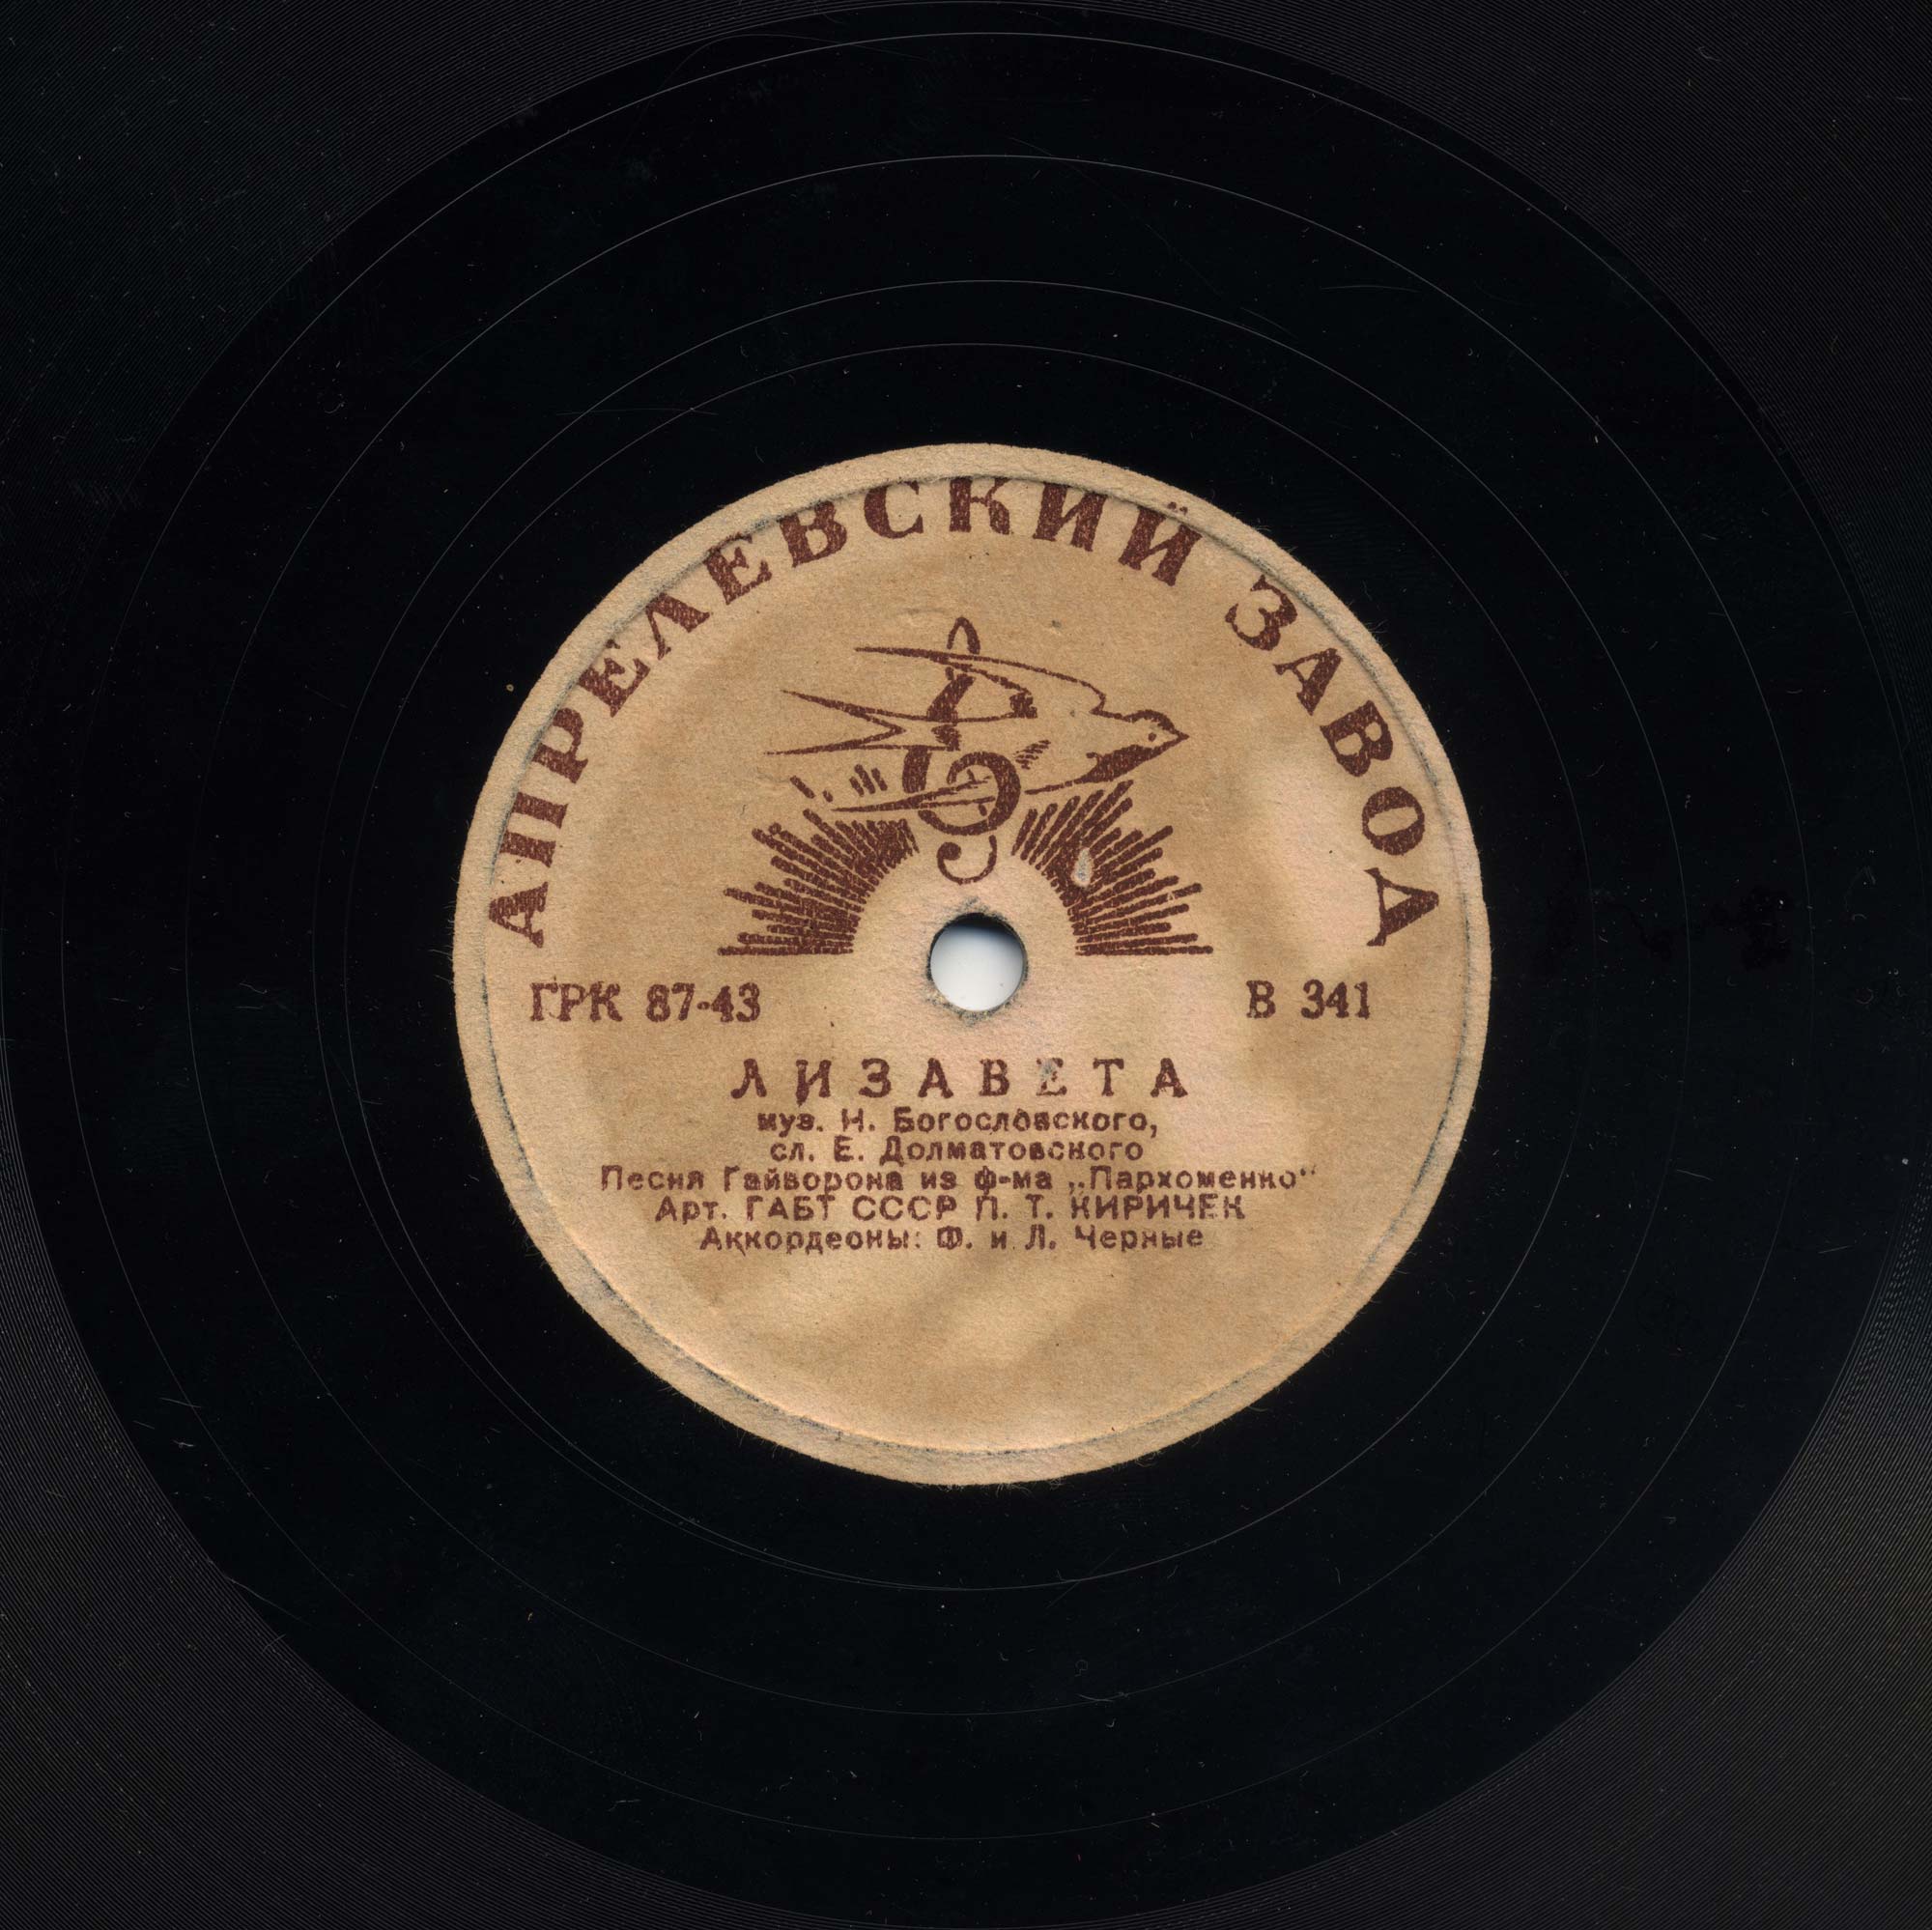 АПРЕЛЕВСКИЙ ЗАВОД
ГРК 87-43
В 341
ЛИЗАВЕТА
муз. Н. Богословского,
сл. Е. Долматовского
Песня Гайворона из ф-ма „Пархоменко“
Арт. ГАБТ СССР П. Т. КИРИЧЕК
Аккордеоны: Ф. и Л. Черные